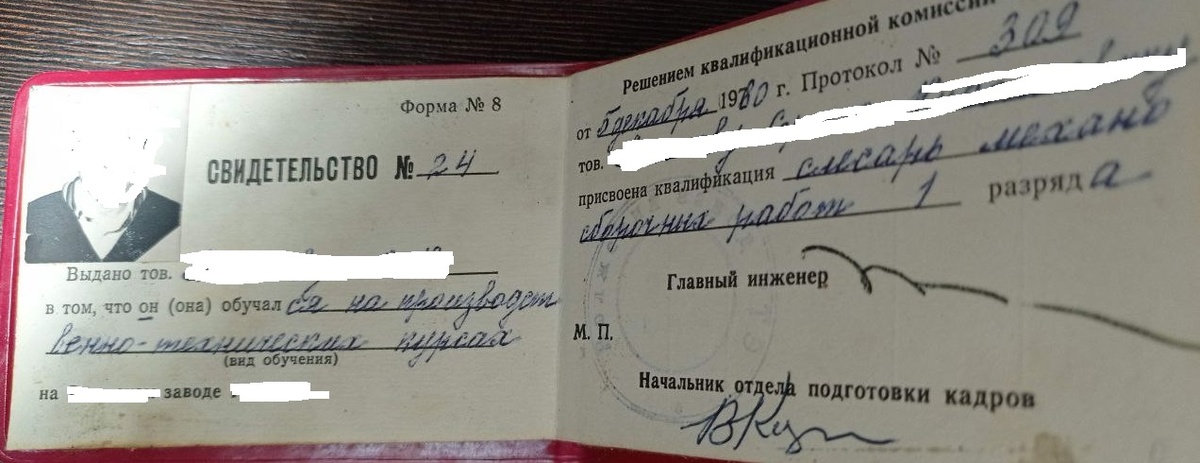 Форма № 8
СВИДЕТЕЛЬСТВО № 24
Выдано тов.
в том, что он (она) обучал ся на производст
венно-технических курсах
(вид обучения)
на заводе
Решением квалификационной комиссии
от 5 декабря 1980 г. Протокол № 309
тов.
присвоена квалификация слесарь механо
сборочных работ 1 разряда
Главный инженер
М. П.
Начальник отдела подготовки кадров